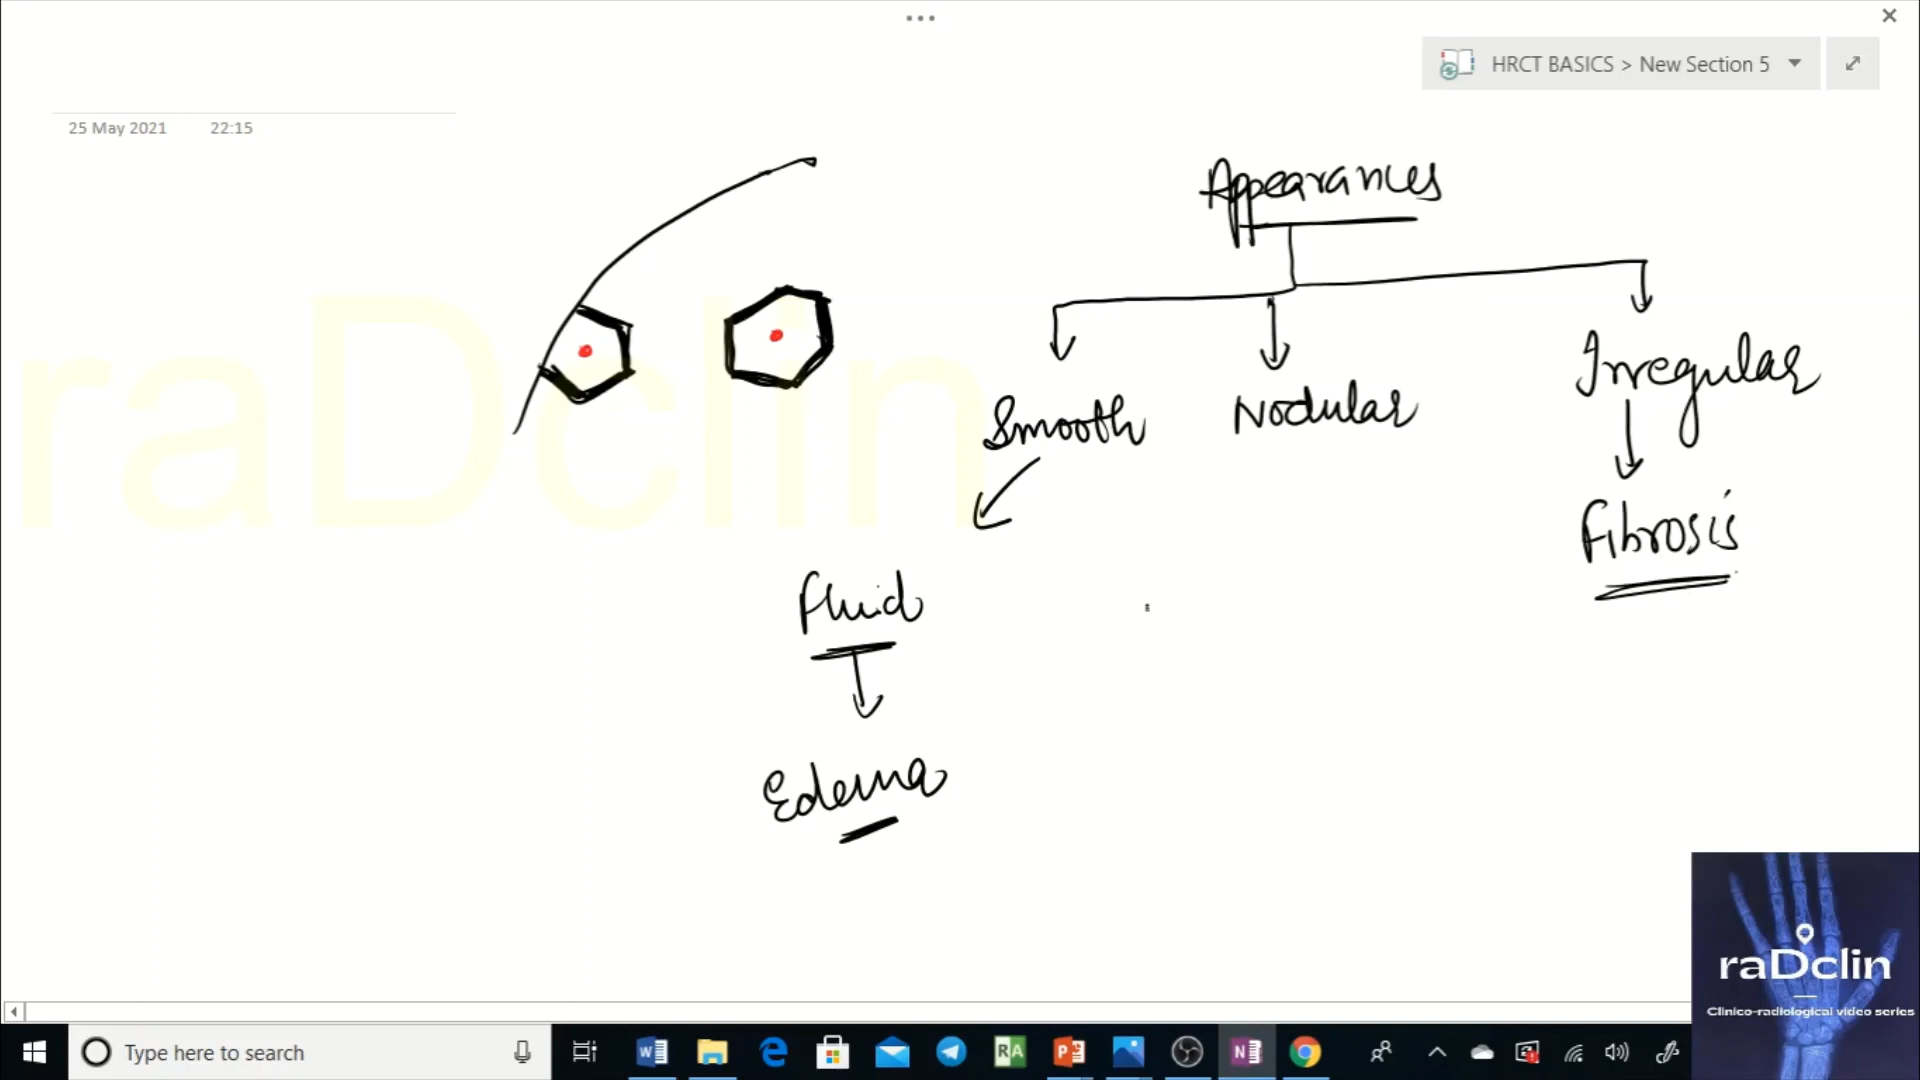 HRCT BASICS > New Section 5
25 May 2021 22:15
Appearances
Smooth Nodular Irregular
Fluid Fibrosis
Edema
raDclin
raDclin
Clinico-radiological video series
Type here to search